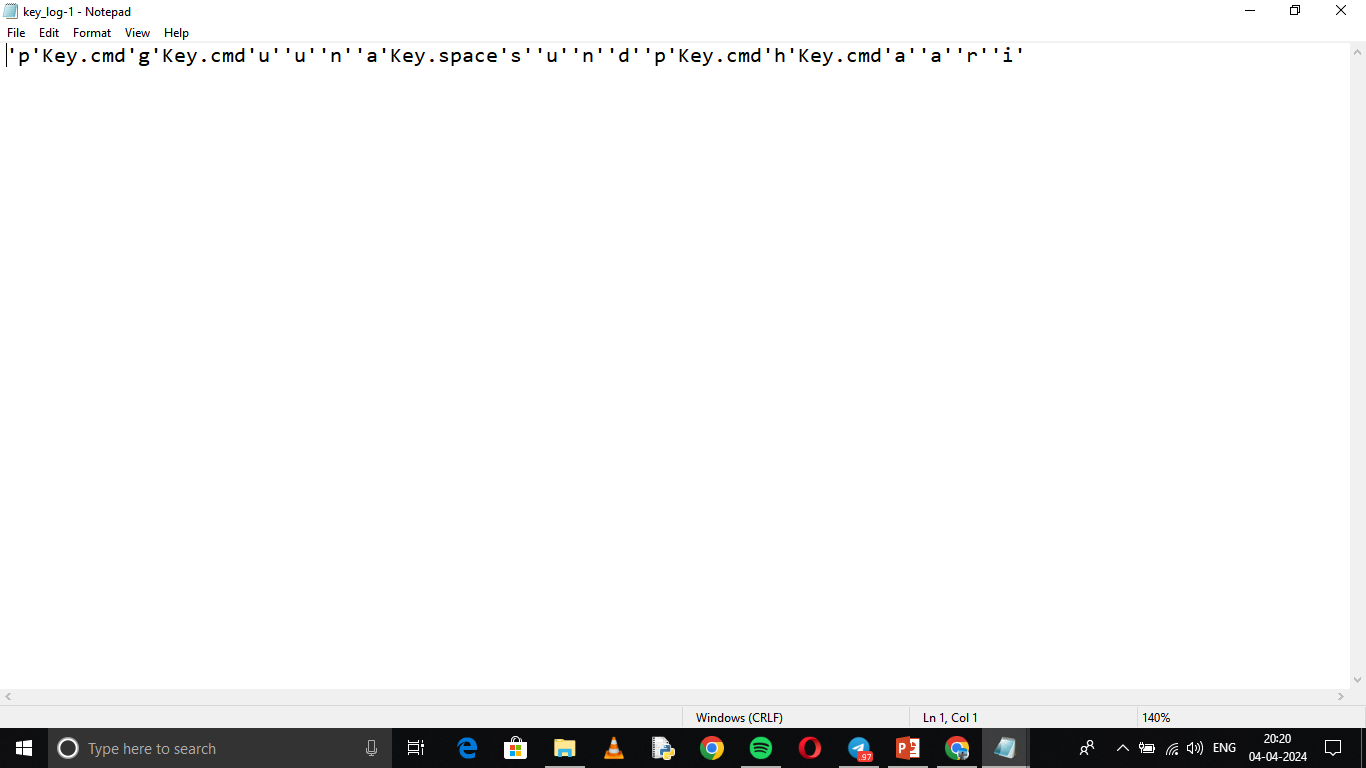 key_log-1 - Notepad
File Edit Format View Help
'p'Key.cmd'g'Key.cmd'u''u''n''a'Key.space's''u''n''d''p'Key.cmd'h'Key.cmd'a''a''r''i'
Windows (CRLF) Ln 1, Col 1 140%
Type here to search 97 ENG 20:20
04-04-2024